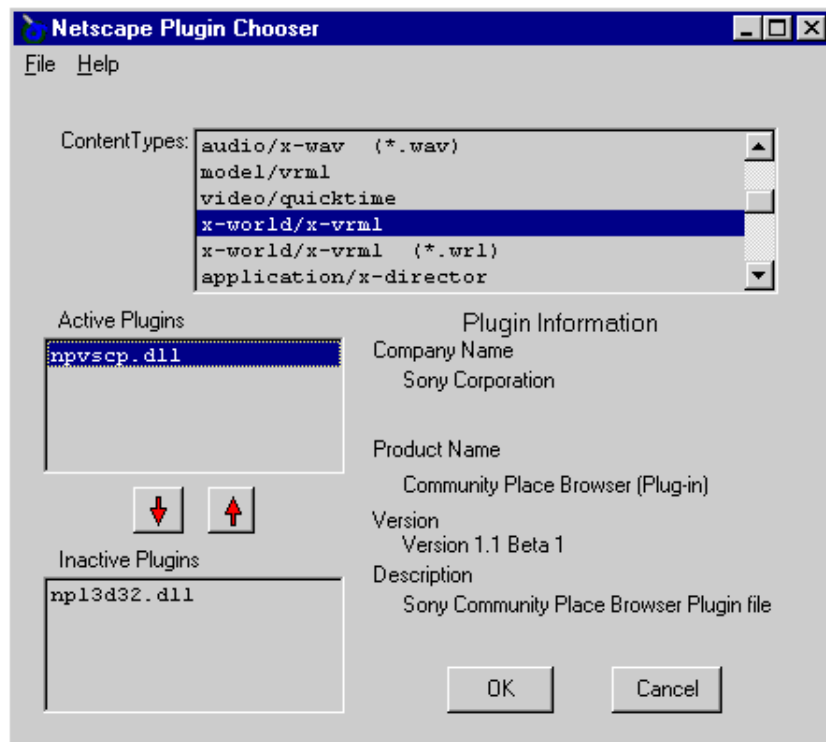 Netscape Plugin Chooser
File Help
ContentTypes:
audio/x-wav (*.wav)
model/vrml
video/quicktime
x-world/x-vrml
x-world/x-vrml (*.wrl)
application/x-director
Active Plugins
npvscp.dll
Inactive Plugins
npl3d32.dll
Plugin Information
Company Name
Sony Corporation
Product Name
Community Place Browser (Plug-in)
Version
Version 1.1 Beta 1
Description
Sony Community Place Browser Plugin file
OK Cancel